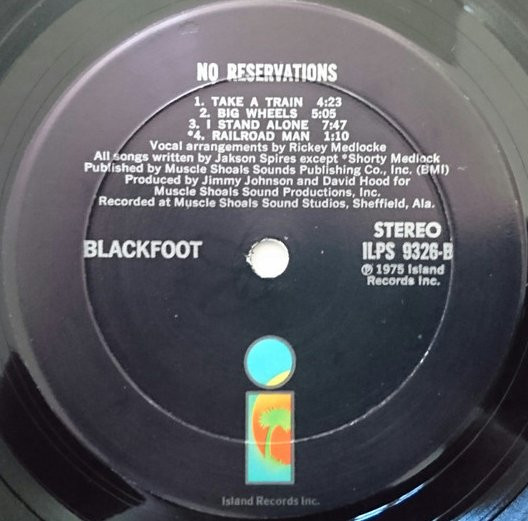 NO RESERVATIONS
1. TAKE A TRAIN 4:23
2. BIG WHEELS 5:05
3. I STAND ALONE 7:47
*4. RAILROAD MAN 1:10
Vocal arrangements by Rickey Medlocke
All songs written by Jakson Spires except *Shorty Medlock
Published by Muscle Shoals Sound Publishing Co., Inc. (BMI)
Produced by Jimmy Johnson and David Hood for
Muscle Shoals Sound Productions, Inc.
Recorded at Muscle Shoals Sound Studios, Sheffield, Ala.
BLACKFOOT
STEREO
ILPS 9326-B
℗ 1975 Island
Records Inc.
i
Island Records Inc.